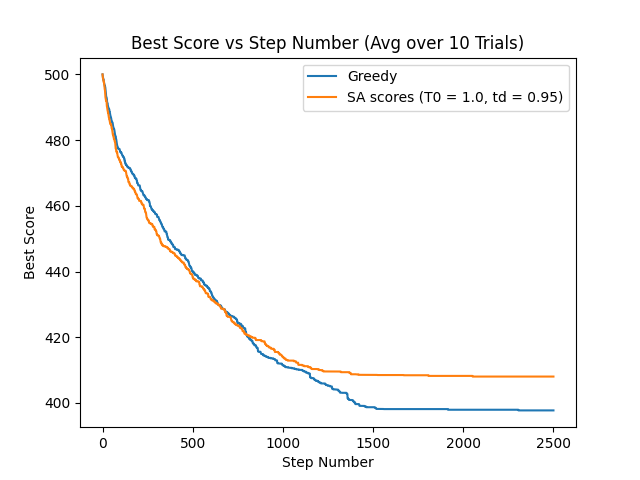 Best Score vs Step Number (Avg over 10 Trials)
Greedy
SA scores (T0 = 1.0, td = 0.95)
Best Score
500
480
460
440
420
400
0 500 1000 1500 2000 2500
Step Number